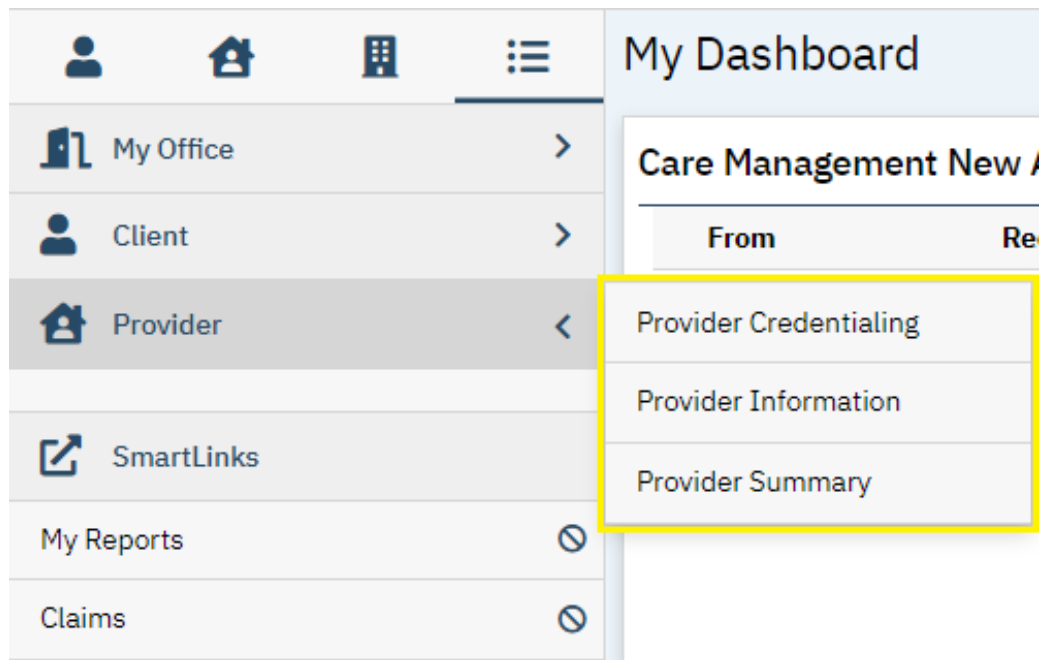 My Dashboard
My Office
Client
Provider
SmartLinks
My Reports
Claims
Care Management New
From
Provider Credentialing
Provider Information
Provider Summary